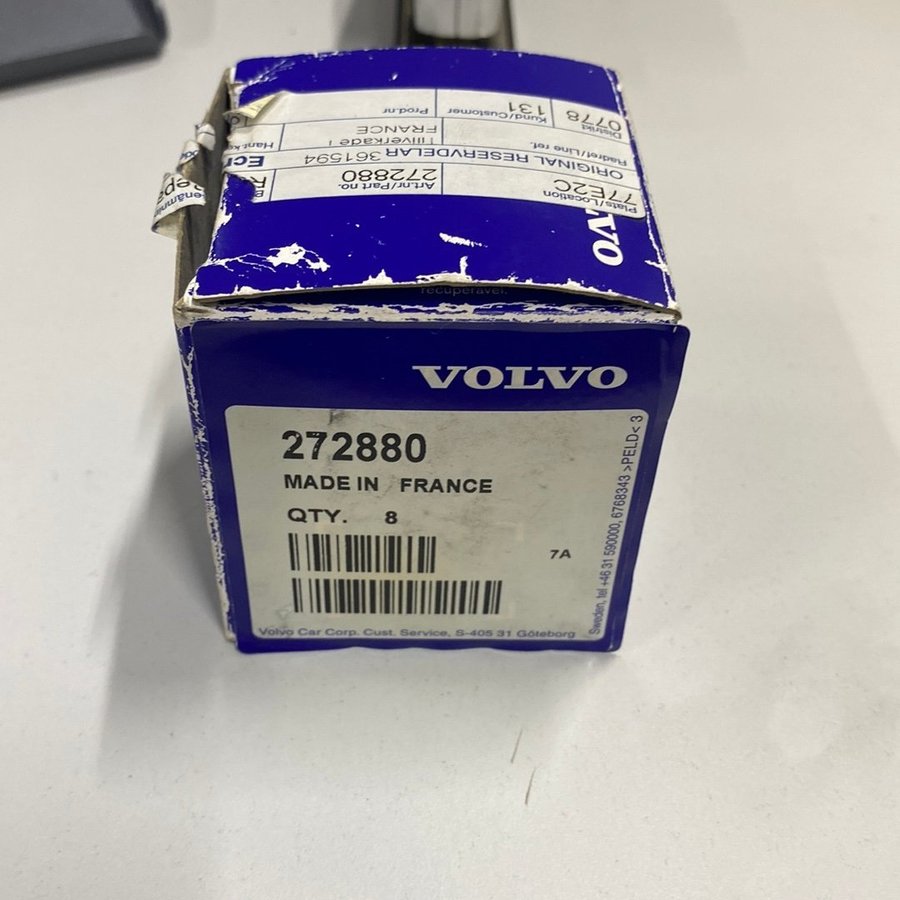 Plats/Location
77E2C
Art.nr/Part no.
272880
ORIGINAL RESERVDELAR 361594
Radref/Line ref.
Tillverkade i
FRANCE
Distrikt
0778
Kund/Customer
131
Prod.nr
VOLVO
recuperável.
VOLVO
272880
MADE IN FRANCE
QTY. 8
7A
Volvo Car Corp. Cust. Service, S-405 31 Göteborg
Sweden, tel +46 31 590000, 6768343 >PELD< 3